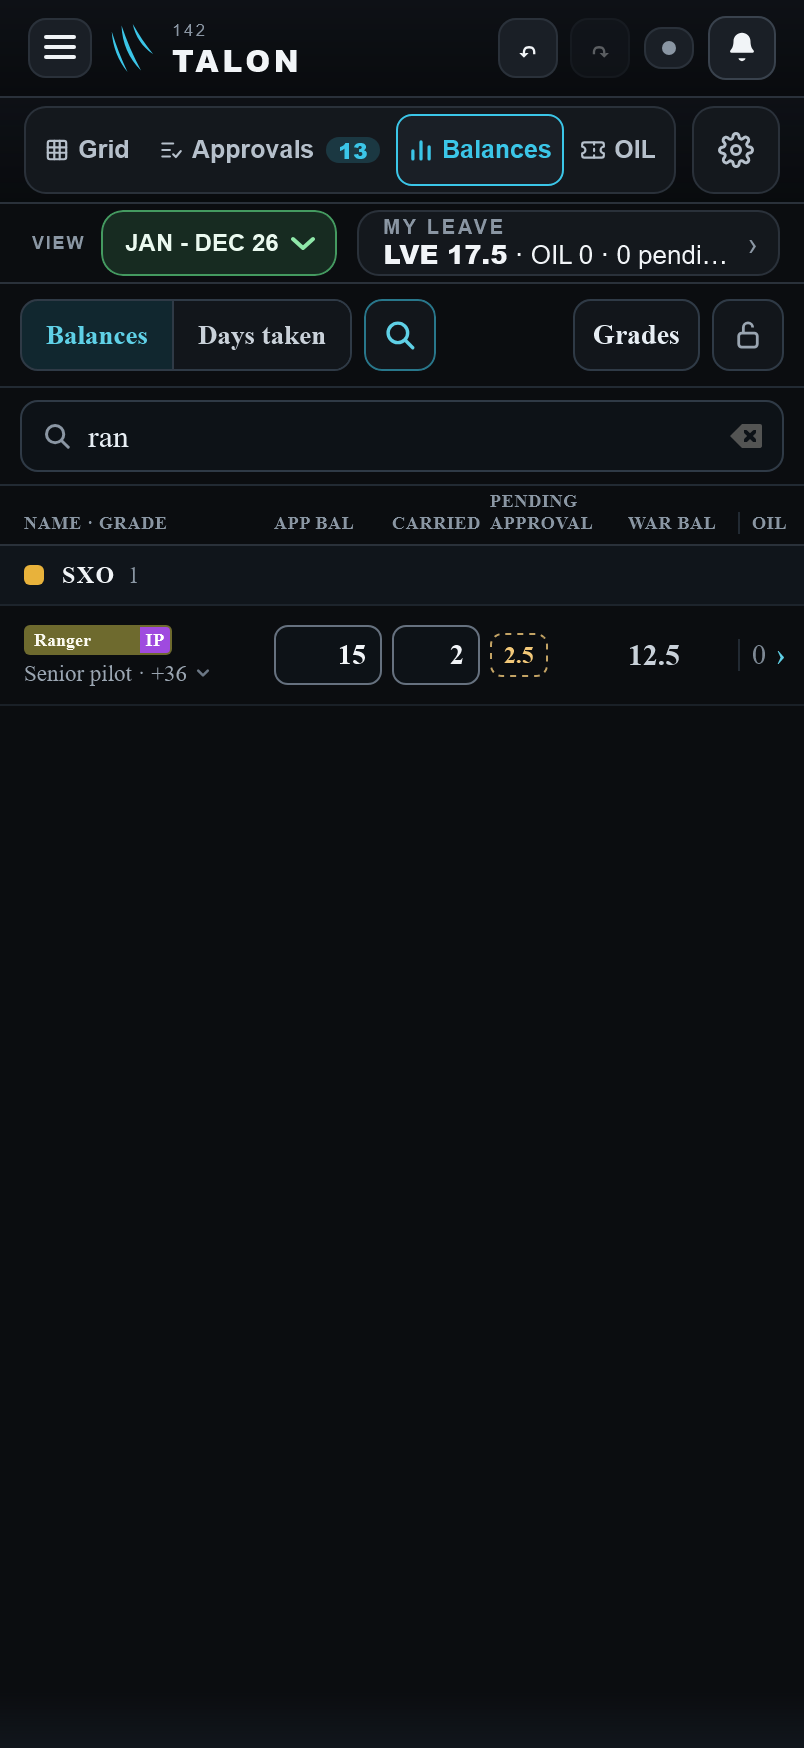 142
TALON
Grid
Approvals 13
Balances
OIL
VIEW
JAN - DEC 26
MY LEAVE
LVE 17.5 · OIL 0 · 0 pendi…
Balances
Days taken
Grades
ran
NAME · GRADE
APP BAL
CARRIED
PENDING APPROVAL
WAR BAL
OIL
SXO 1
Ranger IP
Senior pilot · +36
15
2
2.5
12.5
0 ›